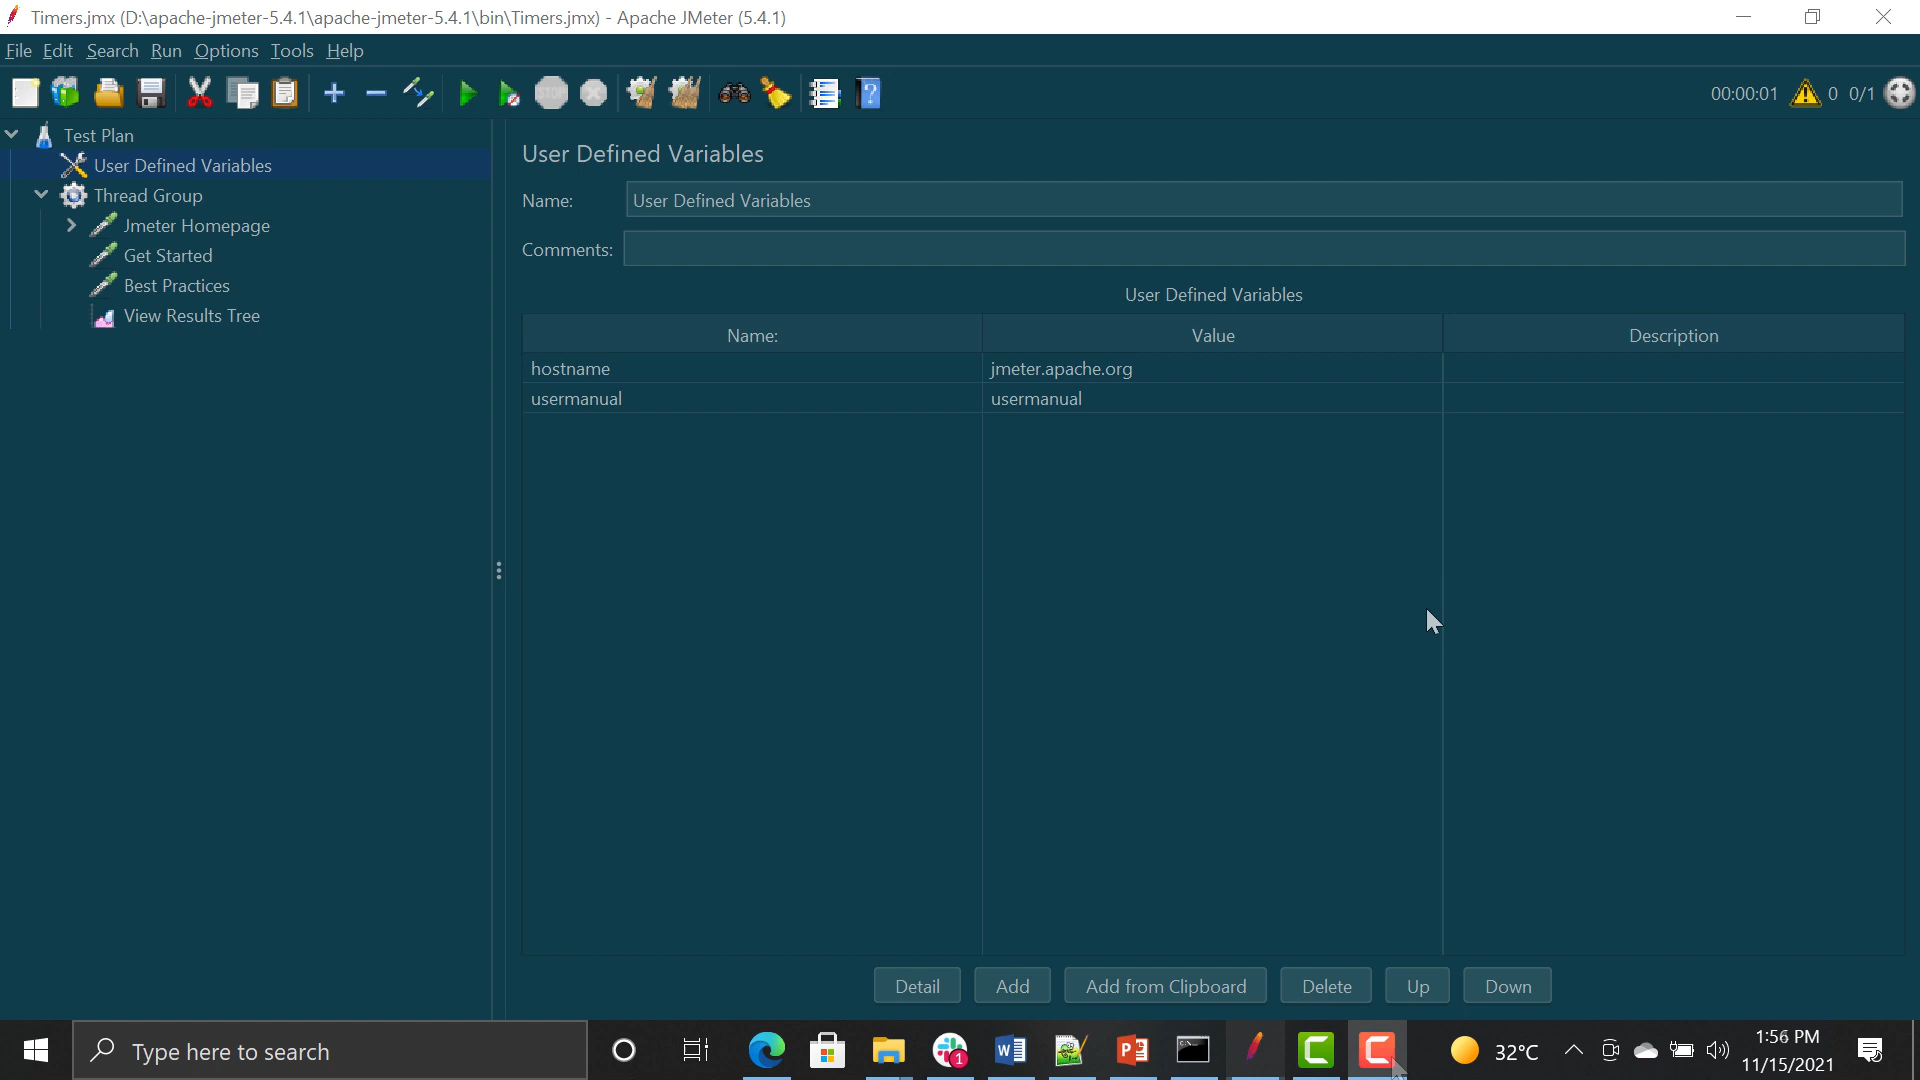 Timers.jmx (D:\apache-jmeter-5.4.1\apache-jmeter-5.4.1\bin\Timers.jmx) - Apache JMeter (5.4.1)
File Edit Search Run Options Tools Help
STOP
00:00:01 0 0/1
Test Plan
User Defined Variables
Thread Group
Jmeter Homepage
Get Started
Best Practices
View Results Tree
User Defined Variables
Name: User Defined Variables
Comments:
User Defined Variables
Name: Value Description
hostname jmeter.apache.org
usermanual usermanual
Detail Add Add from Clipboard Delete Up Down
Type here to search
1
32°C
1:56 PM
11/15/2021